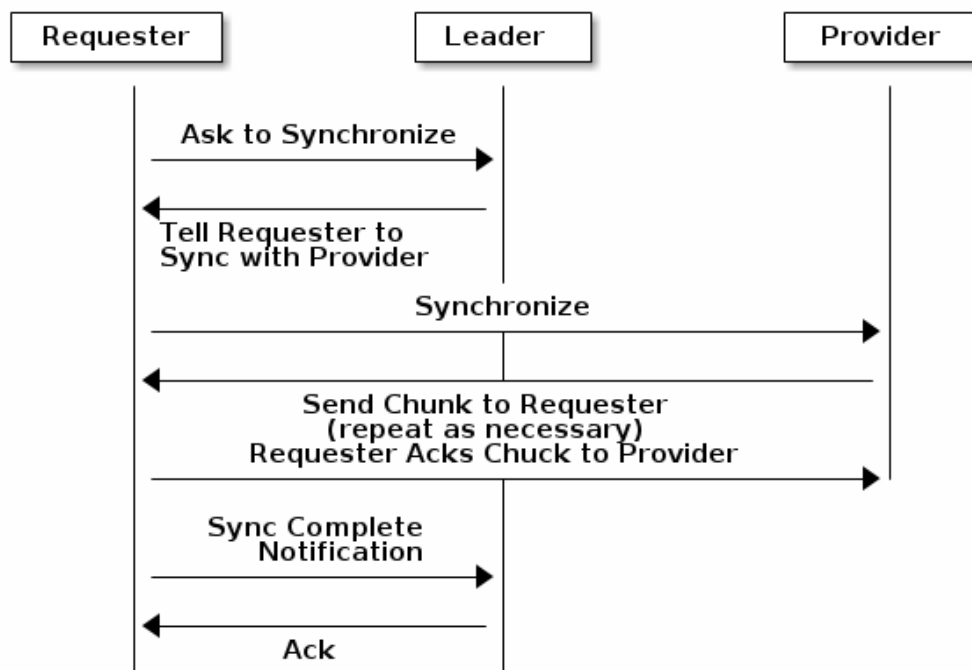 Requester
Leader
Provider
Ask to Synchronize
Tell Requester to
Sync with Provider
Synchronize
Send Chunk to Requester
(repeat as necessary)
Requester Acks Chuck to Provider
Sync Complete
Notification
Ack